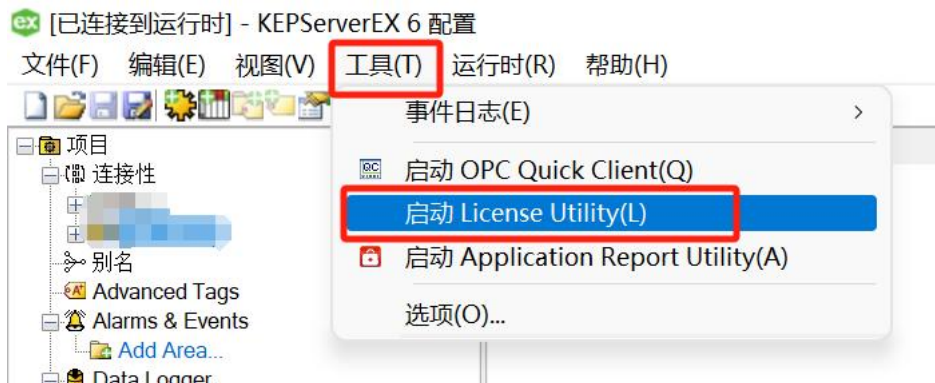 ex [已连接到运行时] - KEPServerEX 6 配置
文件(F) 编辑(E) 视图(V) 工具(T) 运行时(R) 帮助(H)
事件日志(E)
项目
连接性
QC 启动 OPC Quick Client(Q)
启动 License Utility(L)
别名
启动 Application Report Utility(A)
Advanced Tags
Alarms & Events
选项(O)...
Add Area...
Data Logger